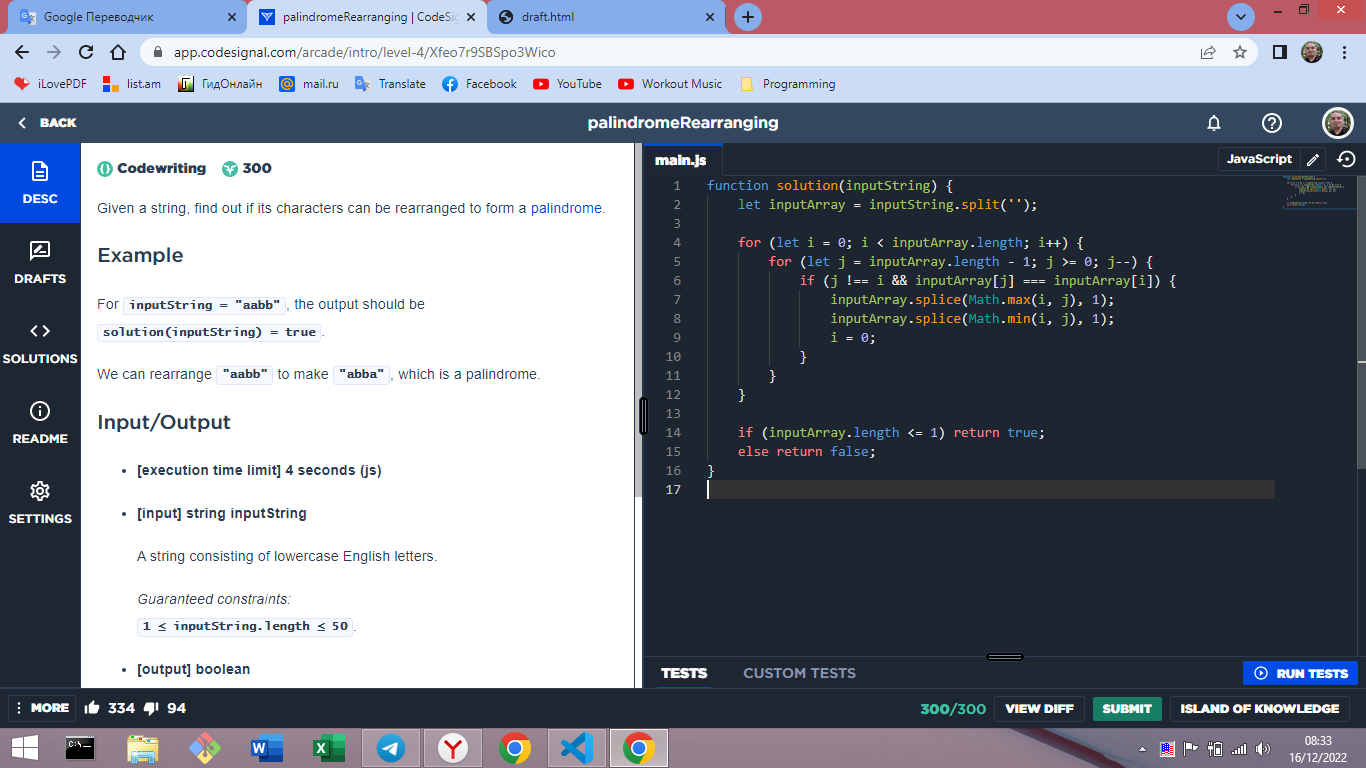 Google Переводчик
palindromeRearranging | CodeSig
draft.html
app.codesignal.com/arcade/intro/level-4/Xfeo7r9SBSpo3Wico
iLovePDF
list.am
ГидОнлайн
mail.ru
Translate
Facebook
YouTube
Workout Music
Programming
BACK
palindromeRearranging
DESC
DRAFTS
SOLUTIONS
README
SETTINGS
Codewriting 300
Given a string, find out if its characters can be rearranged to form a palindrome.
Example
For inputString = "aabb", the output should be
solution(inputString) = true.
We can rearrange "aabb" to make "abba", which is a palindrome.
Input/Output
• [execution time limit] 4 seconds (js)
• [input] string inputString
A string consisting of lowercase English letters.
Guaranteed constraints:
1 ≤ inputString.length ≤ 50.
• [output] boolean
main.js
JavaScript
1 function solution(inputString) {
2 let inputArray = inputString.split('');
3
4 for (let i = 0; i < inputArray.length; i++) {
5 for (let j = inputArray.length - 1; j >= 0; j--) {
6 if (j !== i && inputArray[j] === inputArray[i]) {
7 inputArray.splice(Math.max(i, j), 1);
8 inputArray.splice(Math.min(i, j), 1);
9 i = 0;
10 }
11 }
12 }
13
14 if (inputArray.length <= 1) return true;
15 else return false;
16 }
17
TESTS
CUSTOM TESTS
RUN TESTS
MORE
334
94
300/300
VIEW DIFF
SUBMIT
ISLAND OF KNOWLEDGE
08:33
16/12/2022